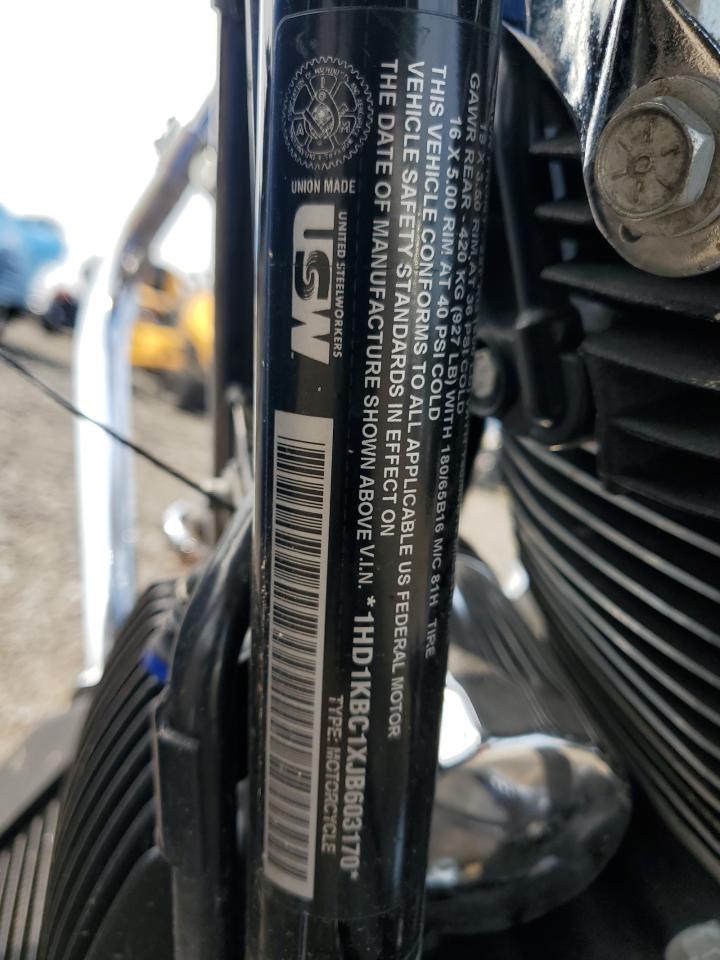 GAWR REAR - 420 KG (927 LB) WITH 180/65B16 M/C 81H TIRE
16 X 5.00 RIM AT 40 PSI COLD
THIS VEHICLE CONFORMS TO ALL APPLICABLE US FEDERAL MOTOR
VEHICLE SAFETY STANDARDS IN EFFECT ON
THE DATE OF MANUFACTURE SHOWN ABOVE V.I.N. *1HD1KBC1XJB603170*
TYPE: MOTORCYCLE
UNION MADE
UNITED STEELWORKERS
USW